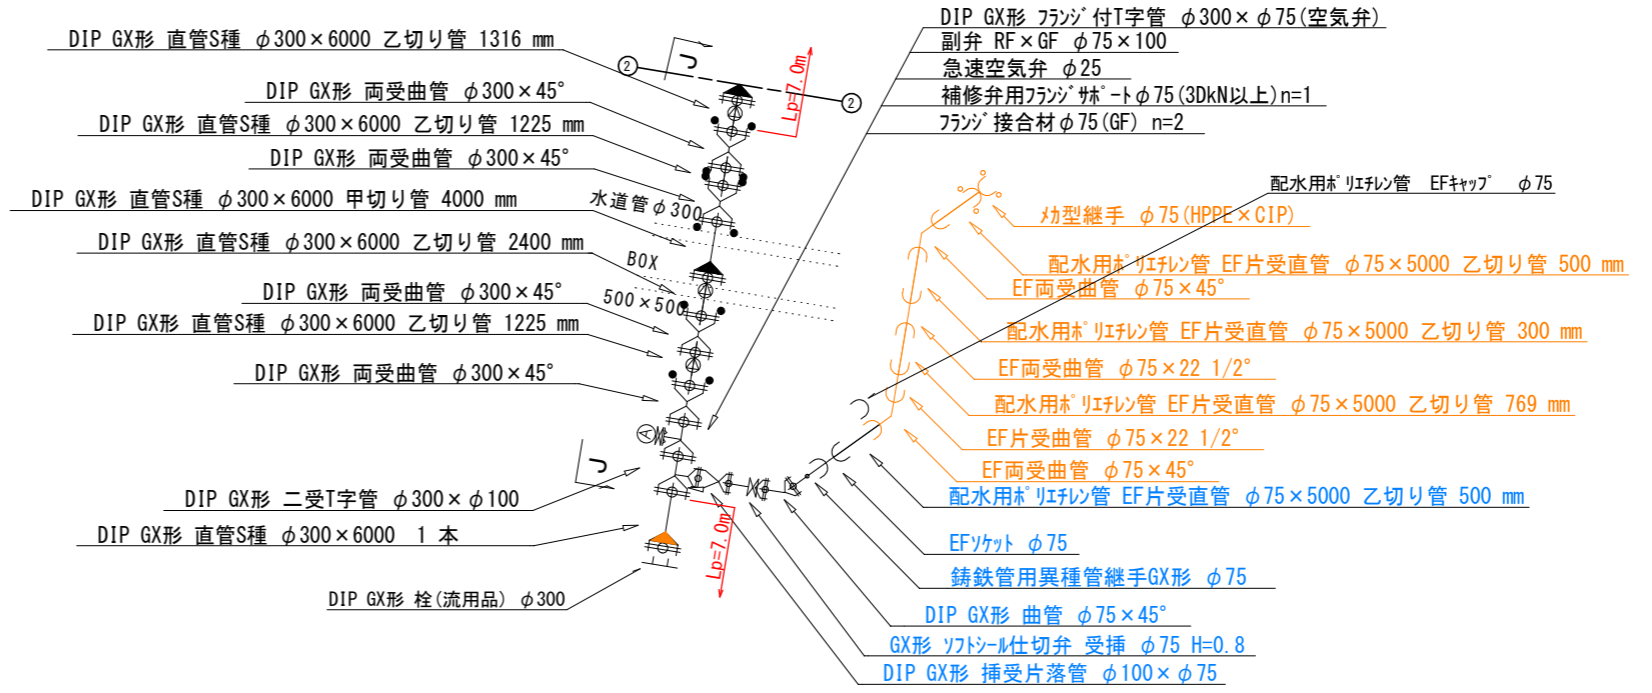 DIP GX形 直管S種 φ300×6000 乙切り管 1316 mm
DIP GX形 両受曲管 φ300×45°
DIP GX形 直管S種 φ300×6000 乙切り管 1225 mm
DIP GX形 両受曲管 φ300×45°
DIP GX形 直管S種 φ300×6000 甲切り管 4000 mm
DIP GX形 直管S種 φ300×6000 乙切り管 2400 mm
DIP GX形 両受曲管 φ300×45°
DIP GX形 直管S種 φ300×6000 乙切り管 1225 mm
DIP GX形 両受曲管 φ300×45°
DIP GX形 二受T字管 φ300×φ100
DIP GX形 直管S種 φ300×6000 1 本
DIP GX形 栓(流用品) φ300
J
2
2
Lp=7.0m
水道管φ300
BOX
500×500
A
J
Lp=7.0m
DIP GX形 フランジ付T字管 φ300×φ75(空気弁)
副弁 RF×GF φ75×100
急速空気弁 φ25
補修弁用フランジサポートφ75(3DkN以上)n=1
フランジ接合材φ75(GF) n=2
配水用ポリエチレン管 EFキャップ φ75
メカ型継手 φ75(HPPE×CIP)
配水用ポリエチレン管 EF片受直管 φ75×5000 乙切り管 500 mm
EF両受曲管 φ75×45°
配水用ポリエチレン管 EF片受直管 φ75×5000 乙切り管 300 mm
EF両受曲管 φ75×22 1/2°
配水用ポリエチレン管 EF片受直管 φ75×5000 乙切り管 769 mm
EF片受曲管 φ75×22 1/2°
EF両受曲管 φ75×45°
配水用ポリエチレン管 EF片受直管 φ75×5000 乙切り管 500 mm
EFソケット φ75
鋳鉄管用異種管継手GX形 φ75
DIP GX形 曲管 φ75×45°
GX形 ソフトシール仕切弁 受挿 φ75 H=0.8
DIP GX形 挿受片落管 φ100×φ75